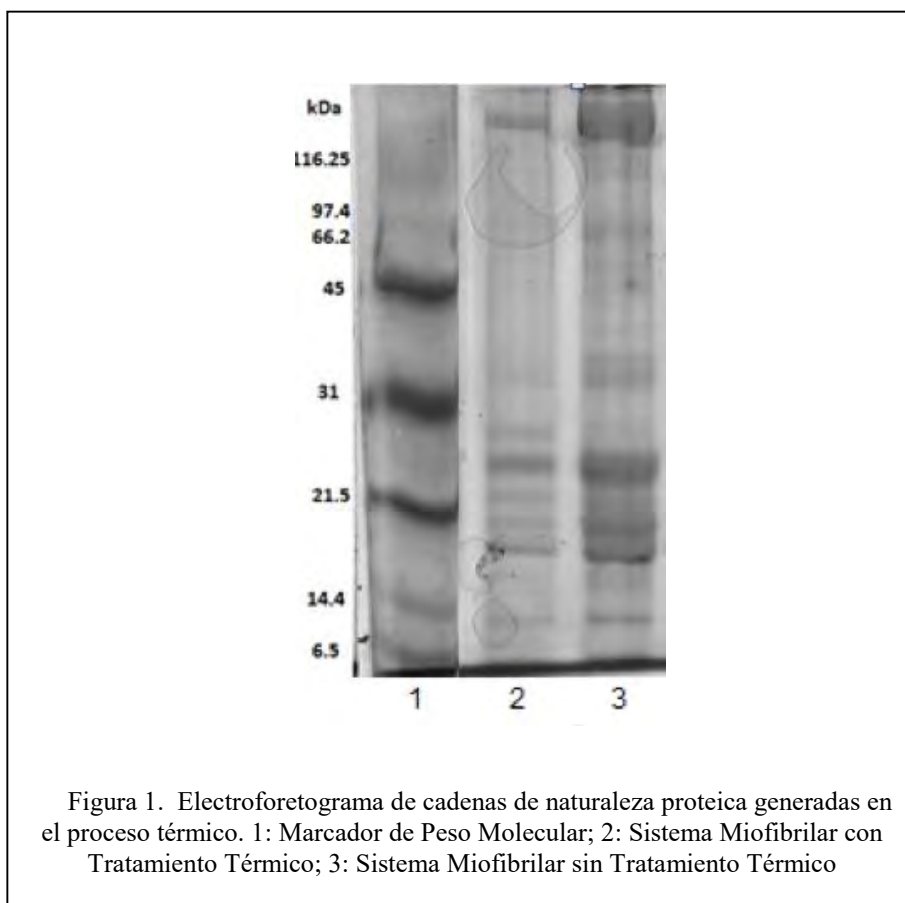 kDa
116.25
97.4
66.2
45
31
21.5
14.4
6.5
1 2 3
Figura 1. Electroforetograma de cadenas de naturaleza proteica generadas en
el proceso térmico. 1: Marcador de Peso Molecular; 2: Sistema Miofibrilar con
Tratamiento Térmico; 3: Sistema Miofibrilar sin Tratamiento Térmico